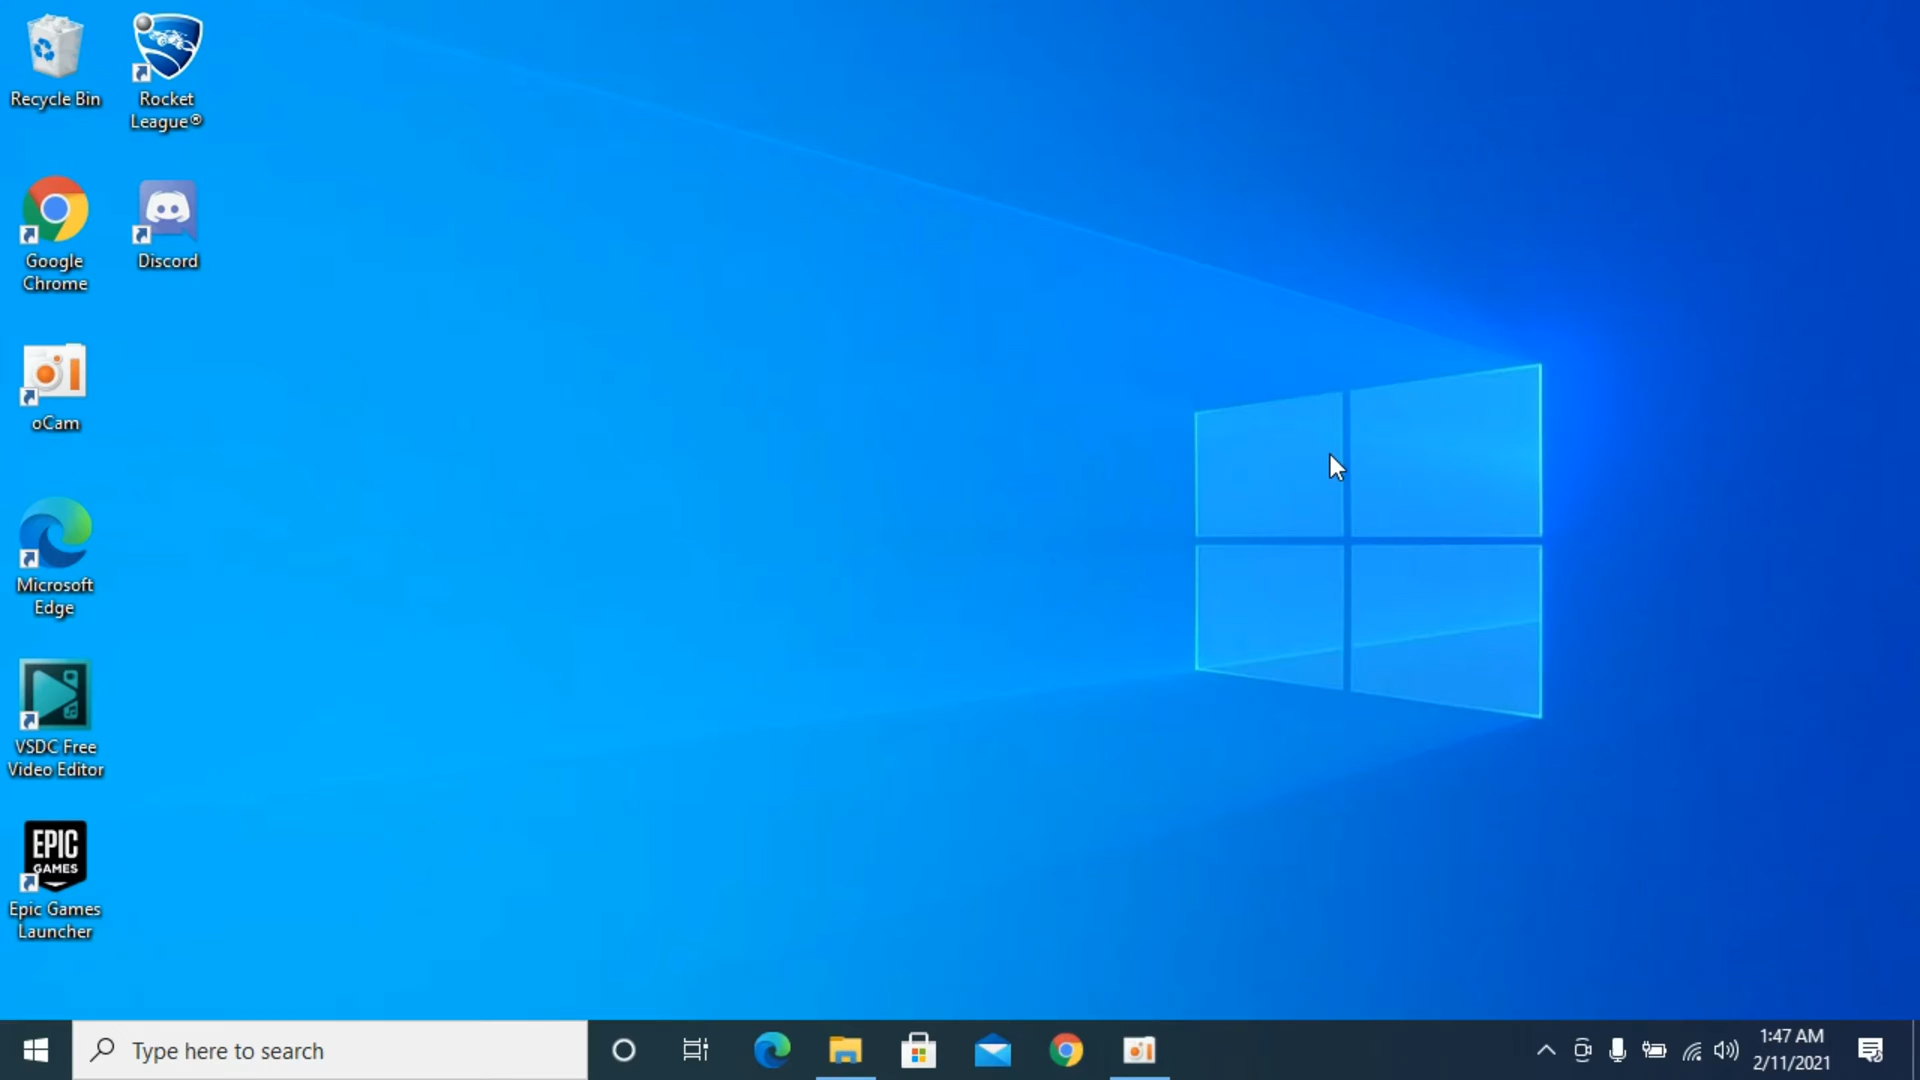 Recycle Bin
Rocket
League®
Google
Chrome
Discord
oCam
Microsoft
Edge
VSDC Free
Video Editor
EPIC
GAMES
Epic Games
Launcher
Type here to search
1:47 AM
2/11/2021